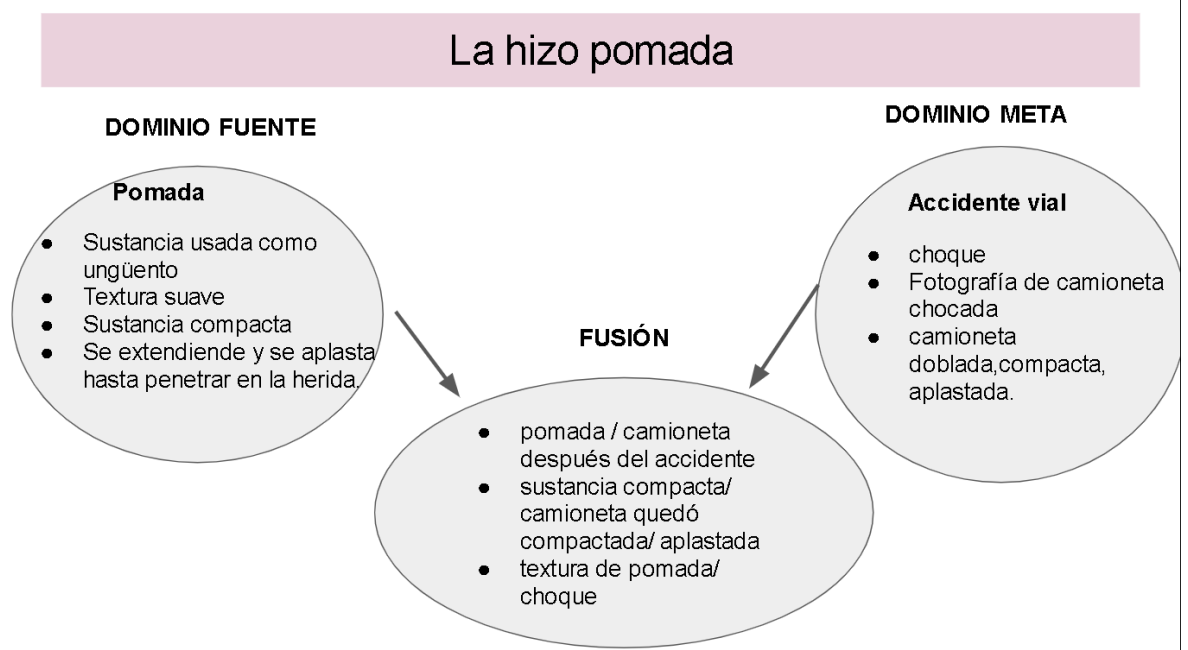 La hizo pomada
DOMINIO FUENTE
Pomada
● Sustancia usada como
ungüento
● Textura suave
● Sustancia compacta
● Se extendiende y se aplasta
hasta penetrar en la herida.
DOMINIO META
Accidente vial
● choque
● Fotografía de camioneta
chocada
● camioneta
doblada,compacta,
aplastada.
FUSIÓN
● pomada / camioneta
después del accidente
● sustancia compacta/
camioneta quedó
compactada/ aplastada
● textura de pomada/
choque